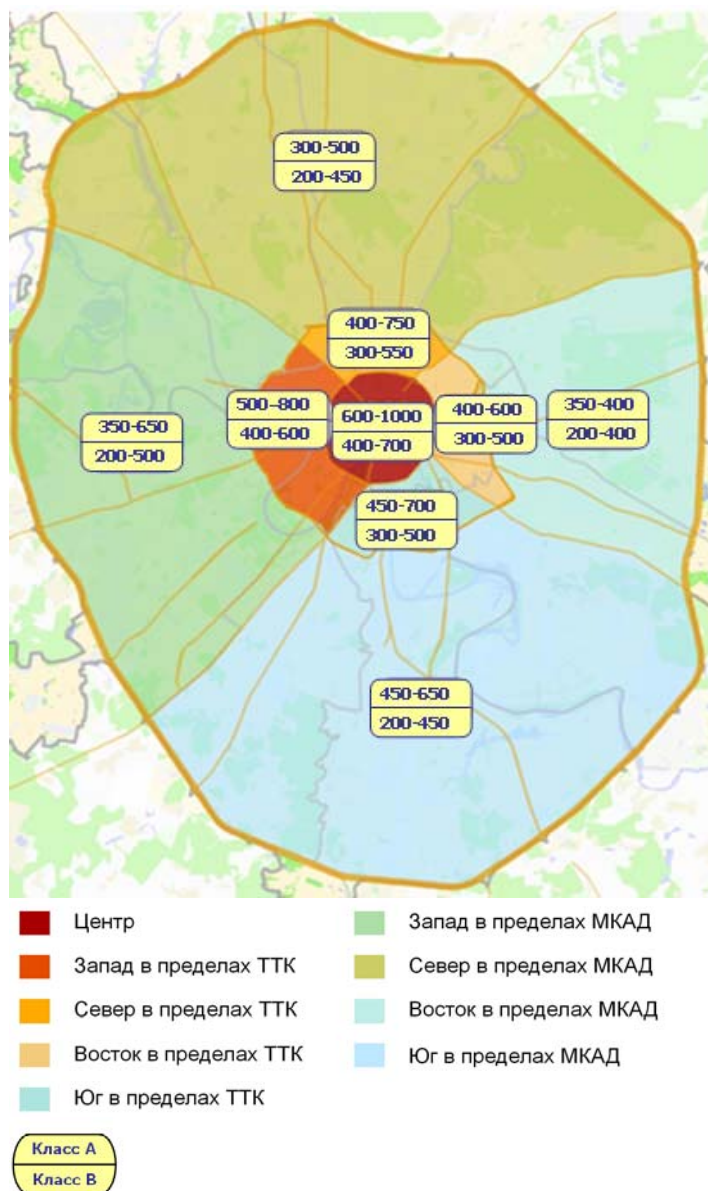 300-500
200-450
400-750
300-550
500-800
400-600
600-1000
400-700
400-600
300-500
350-400
200-400
350-650
200-500
450-700
300-500
450-650
200-450
Центр
Запад в пределах ТТК
Север в пределах ТТК
Восток в пределах ТТК
Юг в пределах ТТК
Запад в пределах МКАД
Север в пределах МКАД
Восток в пределах МКАД
Юг в пределах МКАД
Класс А
Класс В